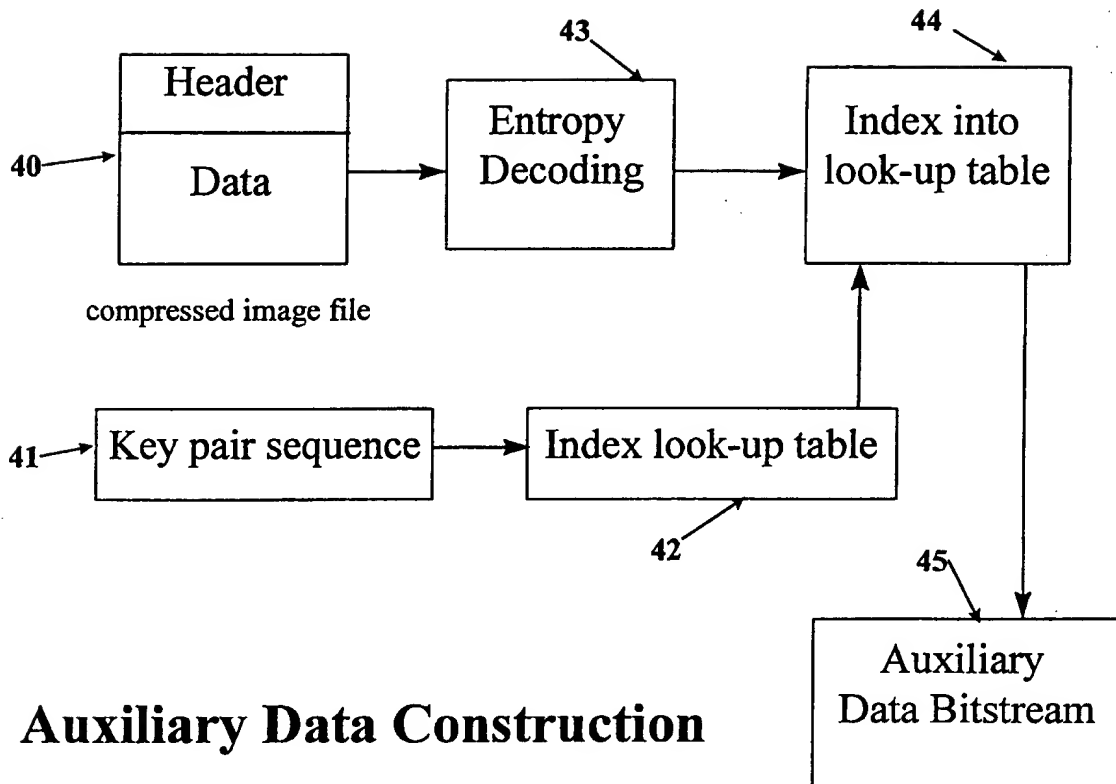 43
44
Header
Entropy
Decoding
Index into
look-up table
40
Data
compressed image file
41
Key pair sequence
Index look-up table
42
45
Auxiliary
Data Bitstream
Auxiliary Data Construction